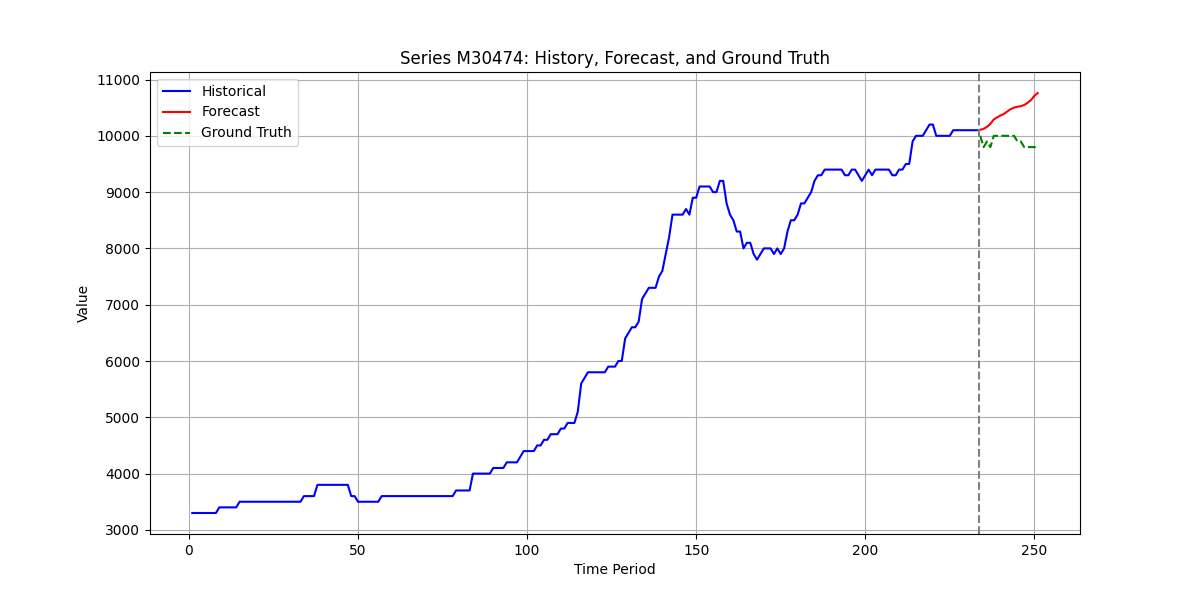 Series M30474: History, Forecast, and Ground Truth
Historical
Forecast
Ground Truth
11000
10000
9000
8000
7000
6000
5000
4000
3000
Value
0 50 100 150 200 250
Time Period